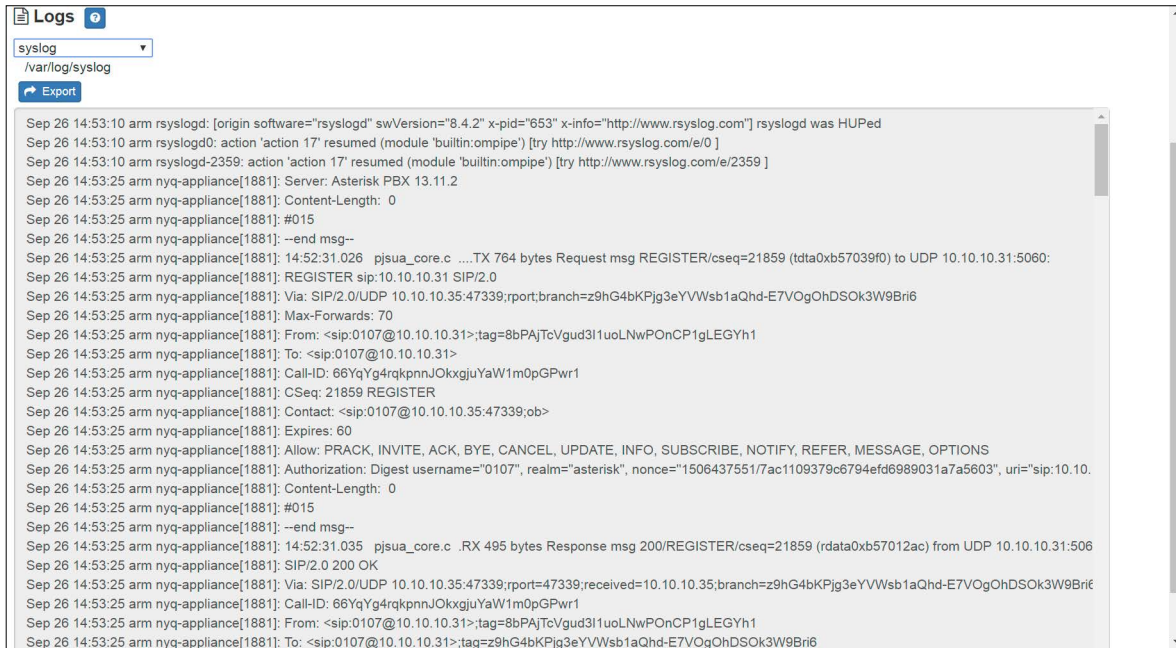 Logs ?
syslog
/var/log/syslog
Export
Sep 26 14:53:10 arm rsyslogd: [origin software="rsyslogd" swVersion="8.4.2" x-pid="653" x-info="http://www.rsyslog.com"] rsyslogd was HUPed
Sep 26 14:53:10 arm rsyslogd0: action 'action 17' resumed (module 'builtin:ompipe') [try http://www.rsyslog.com/e/0 ]
Sep 26 14:53:10 arm rsyslogd-2359: action 'action 17' resumed (module 'builtin:ompipe') [try http://www.rsyslog.com/e/2359 ]
Sep 26 14:53:25 arm nyq-appliance[1881]: Server: Asterisk PBX 13.11.2
Sep 26 14:53:25 arm nyq-appliance[1881]: Content-Length:  0
Sep 26 14:53:25 arm nyq-appliance[1881]: #015
Sep 26 14:53:25 arm nyq-appliance[1881]: --end msg--
Sep 26 14:53:25 arm nyq-appliance[1881]: 14:52:31.026   pjsua_core.c  ....TX 764 bytes Request msg REGISTER/cseq=21859 (tdta0xb57039f0) to UDP 10.10.10.31:5060:
Sep 26 14:53:25 arm nyq-appliance[1881]: REGISTER sip:10.10.10.31 SIP/2.0
Sep 26 14:53:25 arm nyq-appliance[1881]: Via: SIP/2.0/UDP 10.10.10.35:47339;rport;branch=z9hG4bKPjg3eYVWsb1aQhd-E7VOgOhDSOk3W9Bri6
Sep 26 14:53:25 arm nyq-appliance[1881]: Max-Forwards: 70
Sep 26 14:53:25 arm nyq-appliance[1881]: From: <sip:0107@10.10.10.31>;tag=8bPAjTcVgud3I1uoLNwPOnCP1gLEGYh1
Sep 26 14:53:25 arm nyq-appliance[1881]: To: <sip:0107@10.10.10.31>
Sep 26 14:53:25 arm nyq-appliance[1881]: Call-ID: 66YqYg4rqkpnnJOkxgjuYaW1m0pGPwr1
Sep 26 14:53:25 arm nyq-appliance[1881]: CSeq: 21859 REGISTER
Sep 26 14:53:25 arm nyq-appliance[1881]: Contact: <sip:0107@10.10.10.35:47339;ob>
Sep 26 14:53:25 arm nyq-appliance[1881]: Expires: 60
Sep 26 14:53:25 arm nyq-appliance[1881]: Allow: PRACK, INVITE, ACK, BYE, CANCEL, UPDATE, INFO, SUBSCRIBE, NOTIFY, REFER, MESSAGE, OPTIONS
Sep 26 14:53:25 arm nyq-appliance[1881]: Authorization: Digest username="0107", realm="asterisk", nonce="1506437551/7ac1109379c6794efd6989031a7a5603", uri="sip:10.10.
Sep 26 14:53:25 arm nyq-appliance[1881]: Content-Length:  0
Sep 26 14:53:25 arm nyq-appliance[1881]: #015
Sep 26 14:53:25 arm nyq-appliance[1881]: --end msg--
Sep 26 14:53:25 arm nyq-appliance[1881]: 14:52:31.035   pjsua_core.c  .RX 495 bytes Response msg 200/REGISTER/cseq=21859 (rdata0xb57012ac) from UDP 10.10.10.31:506
Sep 26 14:53:25 arm nyq-appliance[1881]: SIP/2.0 200 OK
Sep 26 14:53:25 arm nyq-appliance[1881]: Via: SIP/2.0/UDP 10.10.10.35:47339;rport=47339;received=10.10.10.35;branch=z9hG4bKPjg3eYVWsb1aQhd-E7VOgOhDSOk3W9Bri6
Sep 26 14:53:25 arm nyq-appliance[1881]: Call-ID: 66YqYg4rqkpnnJOkxgjuYaW1m0pGPwr1
Sep 26 14:53:25 arm nyq-appliance[1881]: From: <sip:0107@10.10.10.31>;tag=8bPAjTcVgud3I1uoLNwPOnCP1gLEGYh1
Sep 26 14:53:25 arm nyq-appliance[1881]: To: <sip:0107@10.10.10.31>;tag=z9hG4bKPjg3eYVWsb1aQhd-E7VOgOhDSOk3W9Bri6